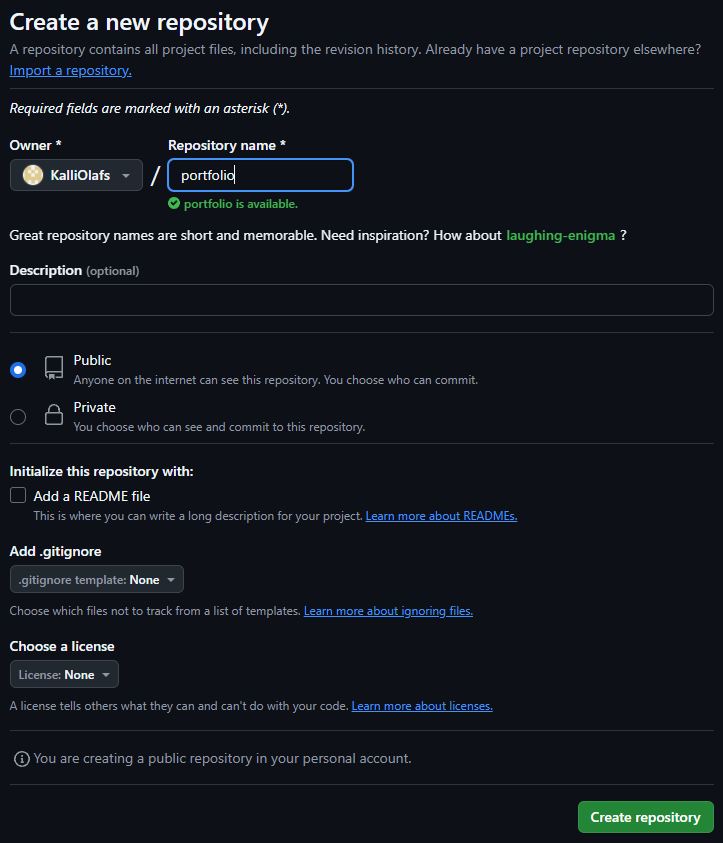 Create a new repository
A repository contains all project files, including the revision history. Already have a project repository elsewhere?
Import a repository.
Required fields are marked with an asterisk (*).
Owner * Repository name *
KalliOlafs / portfolio
portfolio is available.
Great repository names are short and memorable. Need inspiration? How about laughing-enigma ?
Description (optional)
Public
Anyone on the internet can see this repository. You choose who can commit.
Private
You choose who can see and commit to this repository.
Initialize this repository with:
Add a README file
This is where you can write a long description for your project. Learn more about READMEs.
Add .gitignore
.gitignore template: None
Choose which files not to track from a list of templates. Learn more about ignoring files.
Choose a license
License: None
A license tells others what they can and can't do with your code. Learn more about licenses.
You are creating a public repository in your personal account.
Create repository